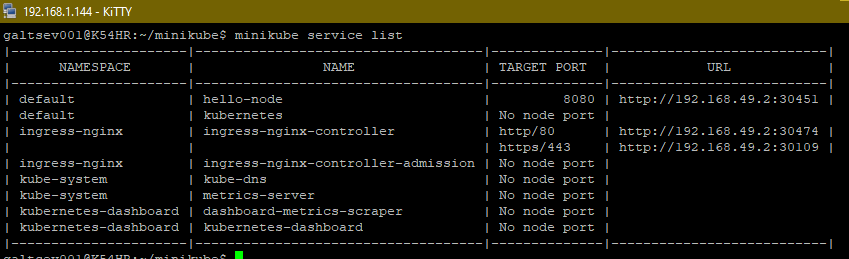 192.168.1.144 - KiTTY
galtsev001@K54HR:~/minikube$ minikube service list
|----------------------|------------------------------------|--------------|---------------------------|
| NAMESPACE | NAME | TARGET PORT | URL |
|----------------------|------------------------------------|--------------|---------------------------|
| default | hello-node | 8080 | http://192.168.49.2:30451 |
| default | kubernetes | No node port |
| ingress-nginx | ingress-nginx-controller | http/80 | http://192.168.49.2:30474 |
| | | https/443 | http://192.168.49.2:30109 |
| ingress-nginx | ingress-nginx-controller-admission | No node port |
| kube-system | kube-dns | No node port |
| kube-system | metrics-server | No node port |
| kubernetes-dashboard | dashboard-metrics-scraper | No node port |
| kubernetes-dashboard | kubernetes-dashboard | No node port |
|----------------------|------------------------------------|--------------|---------------------------|
galtsev001@K54HR:~/minikube$